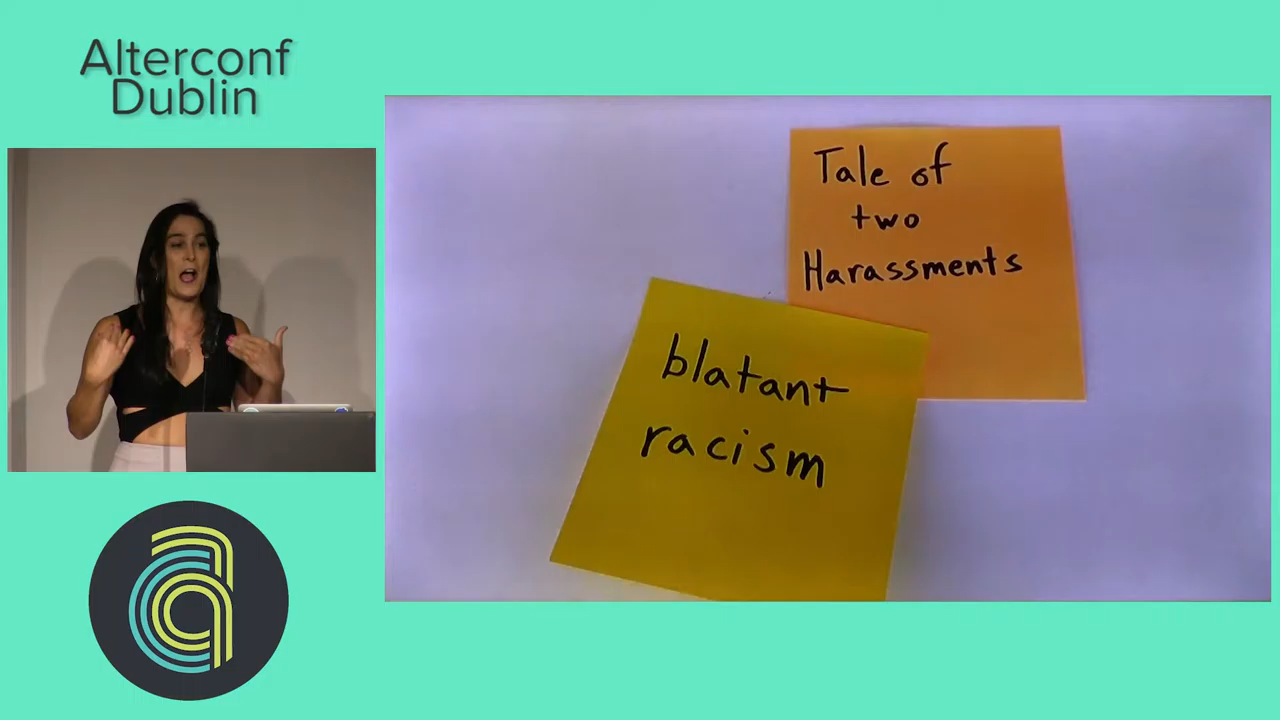 Alterconf
Dublin
Tale of
two
Harassments
blatant
racism